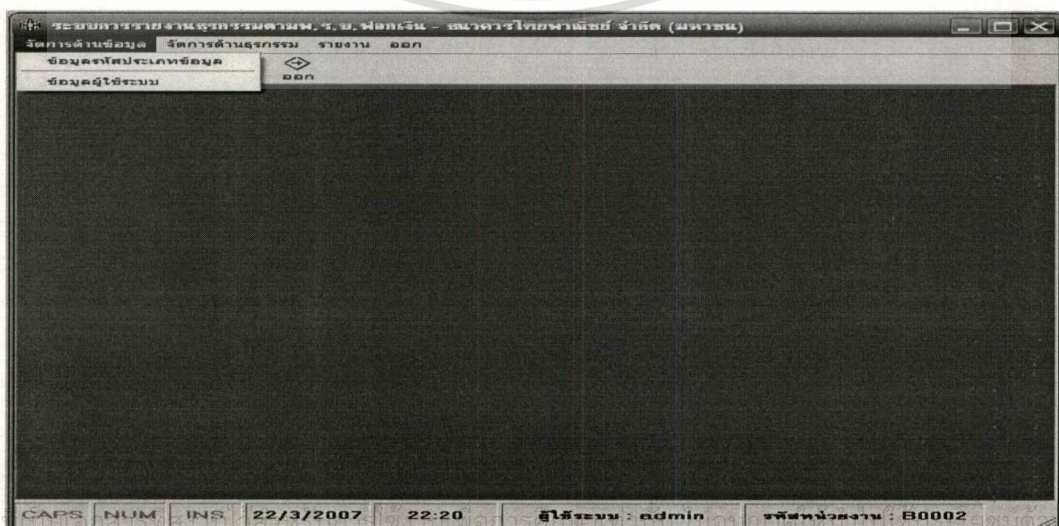 ระบบการรายงานธุรกรรมตามพ.ร.บ.ฟอกเงิน - ธนาคารไทยพาณิชย์ จำกัด (มหาชน)
จัดการด้านข้อมูล จัดการด้านธุรกรรม รายงาน ออก
ข้อมูลรหัสประเภทข้อมูล
ข้อมูลผู้ใช้ระบบ
ออก
CAPS NUM INS 22/3/2007 22:20 ผู้ใช้ระบบ : admin รหัสหน่วยงาน : B0002